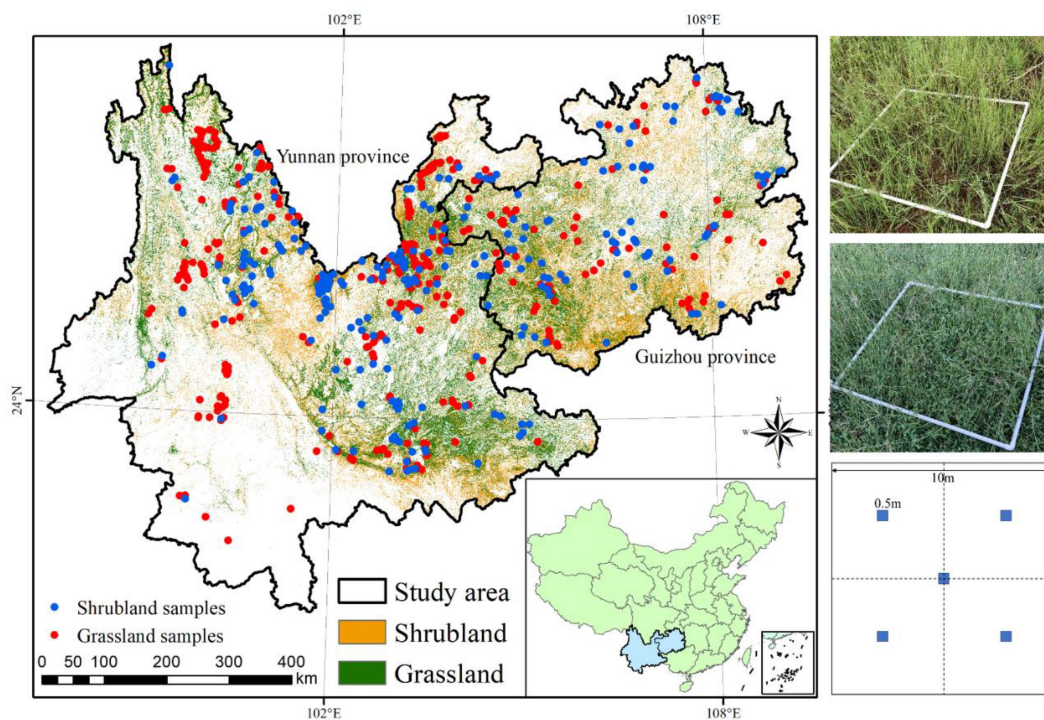 102°E
108°E
Yunnan province
Guizhou province
24°N
24°N
N
W
E
S
10m
0.5m
Shrubland samples
Grassland samples
0 50 100 200 300 400
km
Study area
Shrubland
Grassland
102°E
108°E